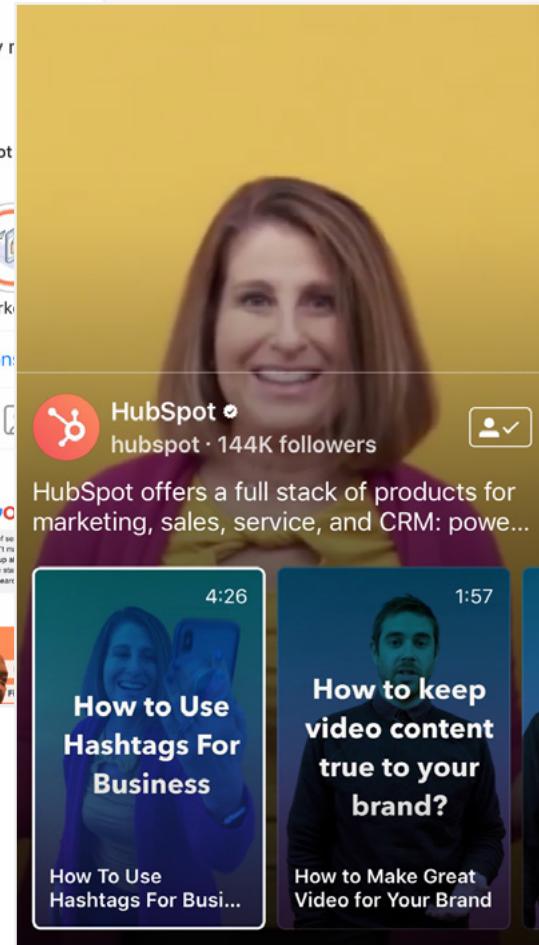 HubSpot
hubspot · 144K followers
HubSpot offers a full stack of products for
marketing, sales, service, and CRM: powe...
4:26
How to Use
Hashtags For
Business
How To Use
Hashtags For Busi...
1:57
How to keep
video content
true to your
brand?
How to Make Great
Video for Your Brand